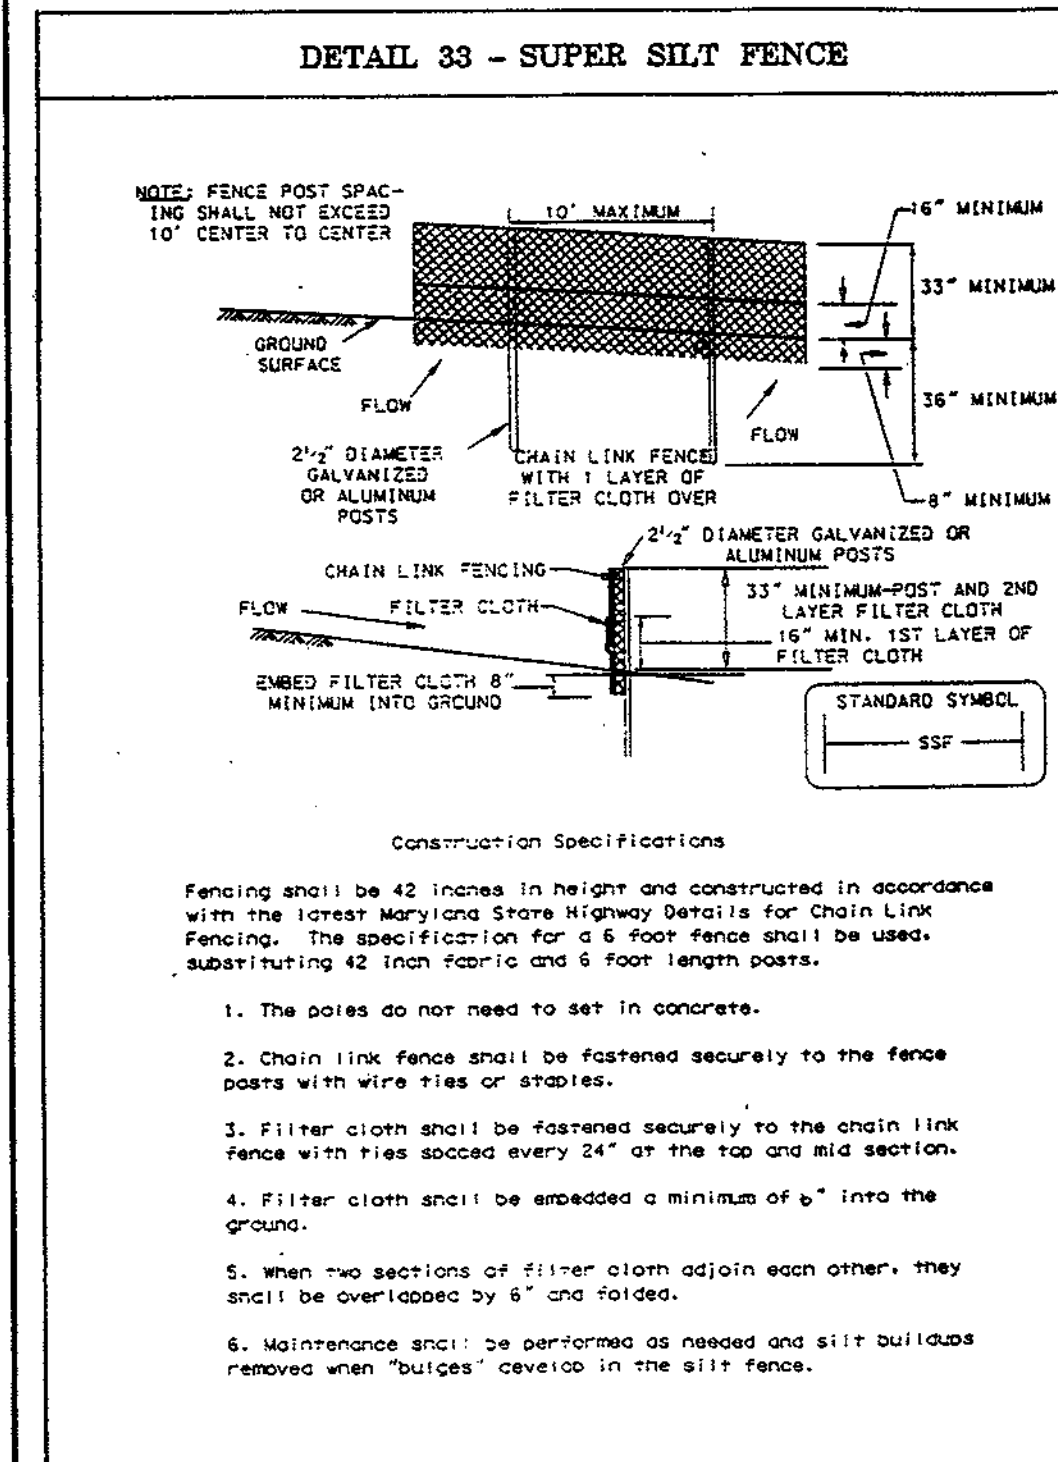 DETAIL 33 - SUPER SILT FENCE
NOTE: FENCE POST SPAC-
ING SHALL NOT EXCEED
10' CENTER TO CENTER
10' MAXIMUM
16" MINIMUM
33" MINIMUM
GROUND
SURFACE
FLOW
36" MINIMUM
FLOW
2 1/2" DIAMETER
GALVANIZED
OR ALUMINUM
POSTS
CHAIN LINK FENCE
WITH 1 LAYER OF
FILTER CLOTH OVER
8" MINIMUM
2 1/2" DIAMETER GALVANIZED OR
ALUMINUM POSTS
CHAIN LINK FENCING
FLOW
FILTER CLOTH
33" MINIMUM-POST AND 2ND
LAYER FILTER CLOTH
16" MIN. 1ST LAYER OF
FILTER CLOTH
EMBED FILTER CLOTH 8"
MINIMUM INTO GROUND
STANDARD SYMBOL
SSF
Construction Specifications
Fencing shall be 42 inches in height and constructed in accordance
with the latest Maryland State Highway Details for Chain Link
Fencing. The specification for a 6 foot fence shall be used,
substituting 42 inch fabric and 6 foot length posts.
1. The poles do not need to set in concrete.
2. Chain link fence shall be fastened securely to the fence
posts with wire ties or staples.
3. Filter cloth shall be fastened securely to the chain link
fence with ties spaced every 24" at the top and mid section.
4. Filter cloth shall be embedded a minimum of into the
ground.
5. When two sections of filter cloth adjoin each other, they
shall be overlapped by 6" and folded.
6. Maintenance shall be performed as needed and silt buildups
removed when "bulges" develop in the silt fence.